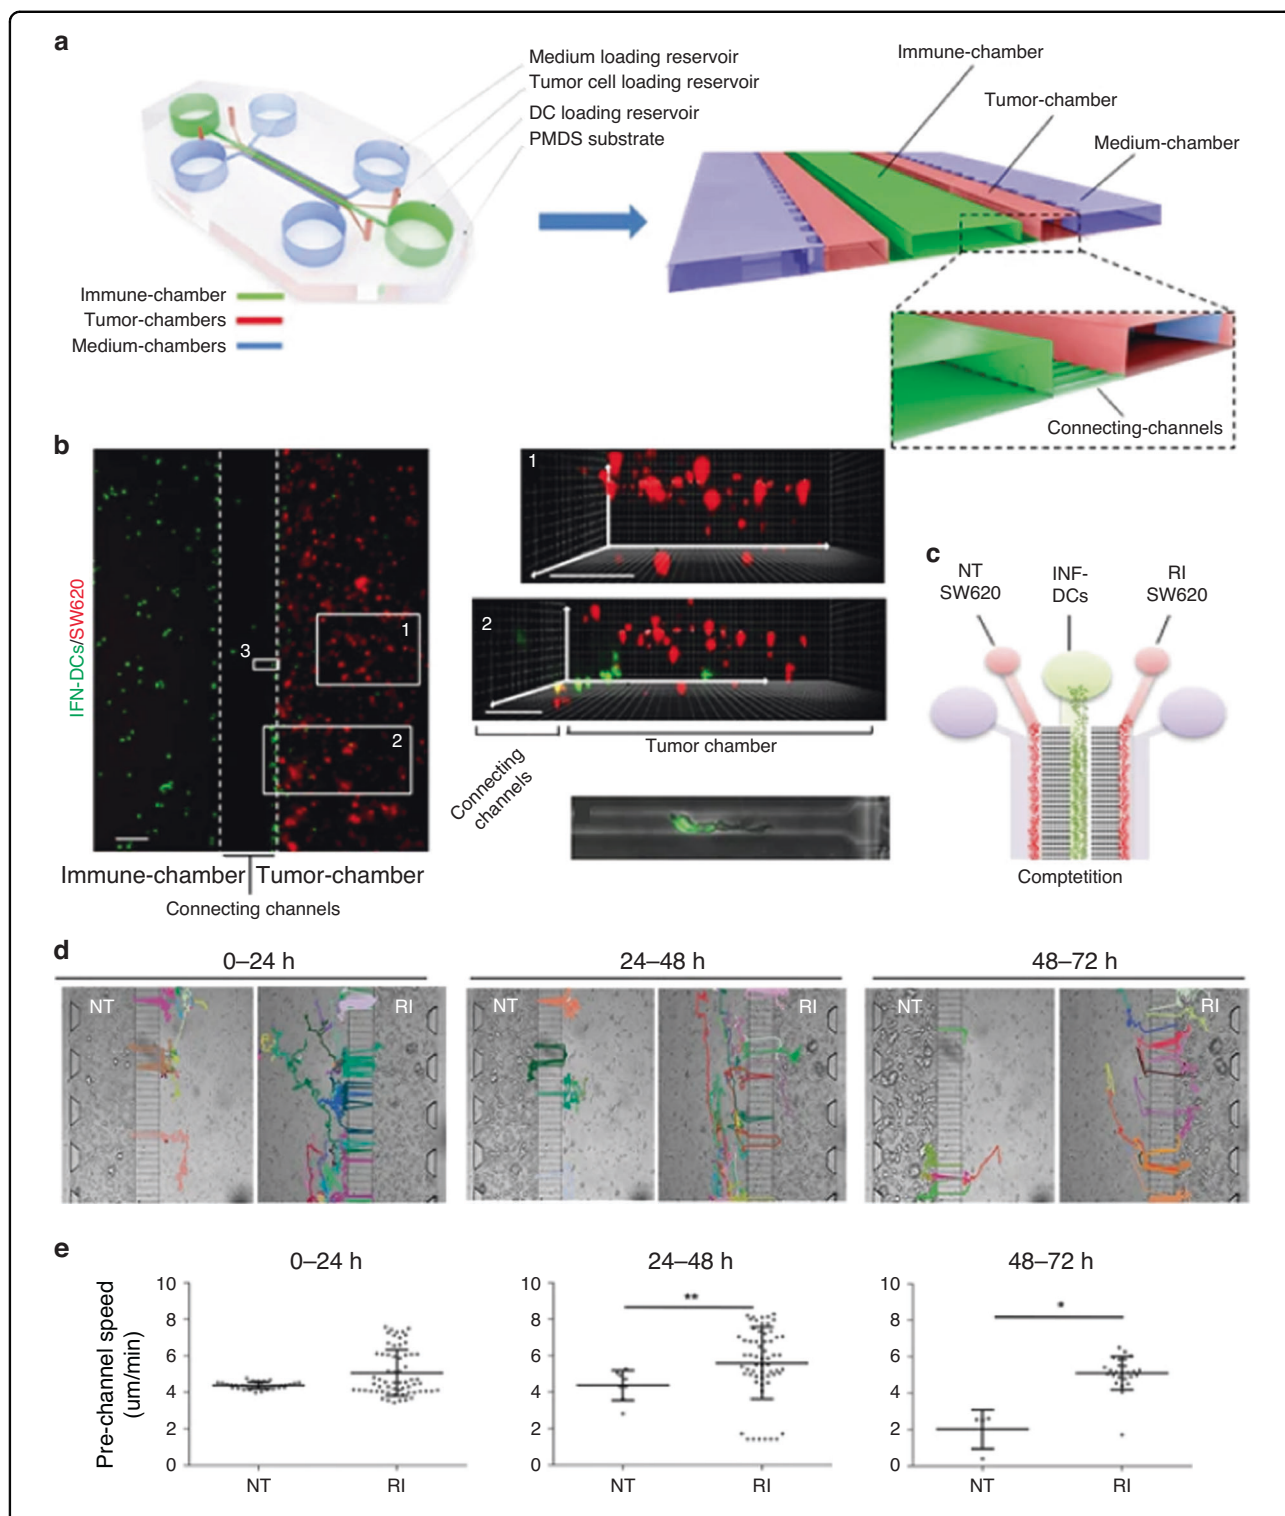 a
Medium loading reservoir
Tumor cell loading reservoir
DC loading reservoir
PMDS substrate
Immune-chamber
Tumor-chamber
Medium-chamber
Immune-chamber
Tumor-chambers
Medium-chambers
Connecting-channels
b
IFN-DCs/SW620
1
2
3
Immune-chamber
Tumor-chamber
Connecting channels
1
2
Connecting
channels
Tumor chamber
c
NT
SW620
INF-
DCs
RI
SW620
Comptetition
d
0–24 h
24–48 h
48–72 h
NT
RI
NT
RI
NT
RI
e
Pre-channel speed
(um/min)
0–24 h
10
8
6
4
2
0
NT
RI
24–48 h
10
8
6
4
2
0
**
NT
RI
48–72 h
10
8
6
4
2
0
*
NT
RI